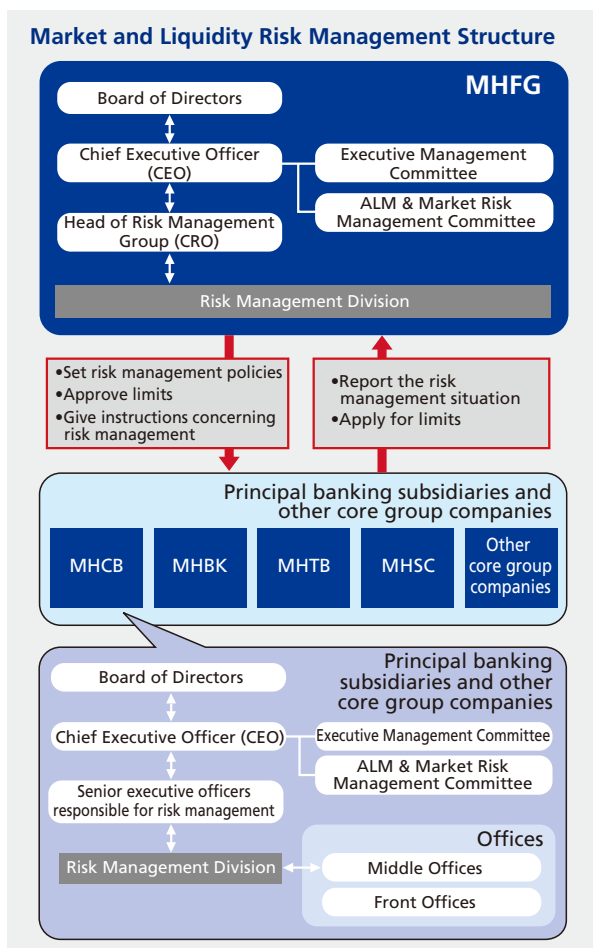 Market and Liquidity Risk Management Structure
MHFG
Board of Directors
Chief Executive Officer
(CEO)
Executive Management
Committee
ALM & Market Risk
Management Committee
Head of Risk Management
Group (CRO)
Risk Management Division
•Set risk management policies
•Approve limits
•Give instructions concerning
risk management
•Report the risk
management situation
•Apply for limits
Principal banking subsidiaries and
other core group companies
MHCB
MHBK
MHTB
MHSC
Other
core group
companies
Principal banking
subsidiaries and other
core group companies
Board of Directors
Chief Executive Officer (CEO)
Executive Management Committee
ALM & Market Risk
Management Committee
Senior executive officers
responsible for risk management
Risk Management Division
Offices
Middle Offices
Front Offices